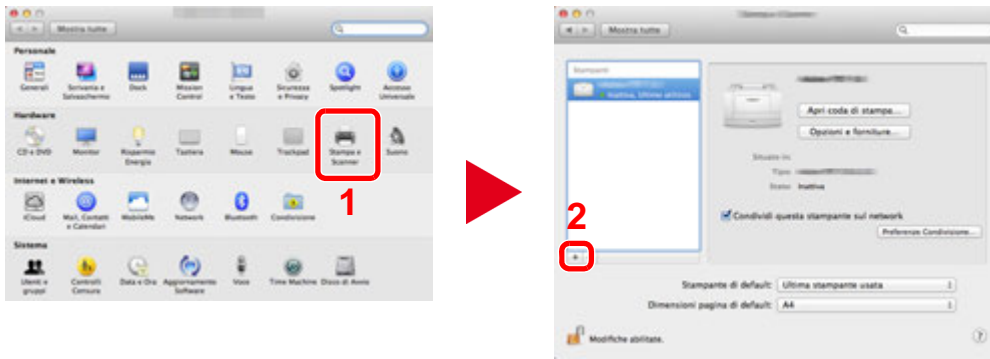 Mostra tutte
Personale
Generali
Scrivania e Salvaschermo
Dock
Mission Control
Lingua e Testo
Sicurezza e Privacy
Spotlight
Accesso Universale
Hardware
CD e DVD
Monitor
Risparmio Energia
Tastiera
Mouse
Trackpad
Stampa e Scanner
Suono
1
Internet e Wireless
iCloud
Mail, Contatti e Calendari
MobileMe
Network
Bluetooth
Condivisione
Sistema
Utenti e gruppi
Controlli Censura
Data e Ora
Aggiornamento Software
Voce
Time Machine
Disco di Avvio
Mostra tutte
Stampanti
Inattiva, Ultima utilizz
Apri coda di stampa...
Opzioni e forniture...
Situato in:
Tipo:
Stato: Inattiva
Condividi questa stampante sul network
Preferenze Condivisione...
2
+
Stampante di default: Ultima stampante usata
Dimensioni pagina di default: A4
Modifiche abilitate.
?